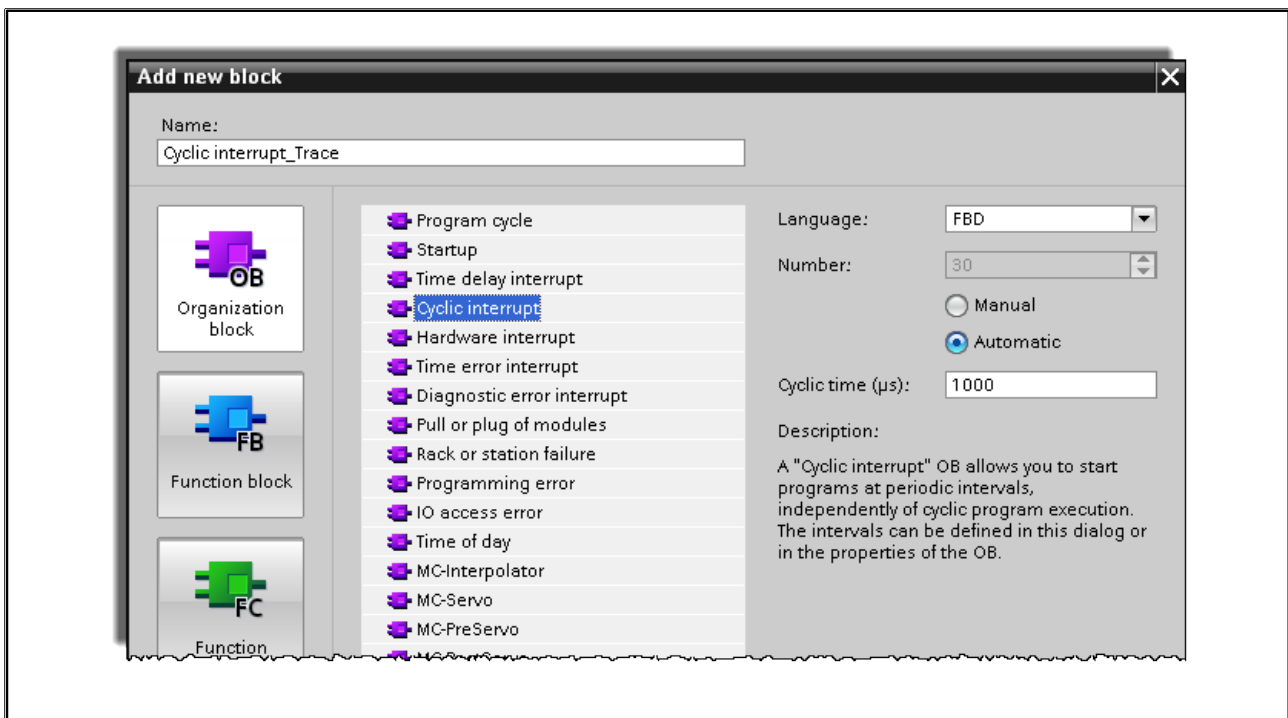 Add new block
Name:
Cyclic interrupt_Trace
OB
Organization
block
FB
Function block
FC
Function
Program cycle
Startup
Time delay interrupt
Cyclic interrupt
Hardware interrupt
Time error interrupt
Diagnostic error interrupt
Pull or plug of modules
Rack or station failure
Programming error
IO access error
Time of day
MC-Interpolator
MC-Servo
MC-PreServo
Language:
FBD
Number:
30
Manual
Automatic
Cyclic time (µs):
1000
Description:
A "Cyclic interrupt" OB allows you to start
programs at periodic intervals,
independently of cyclic program execution.
The intervals can be defined in this dialog or
in the properties of the OB.